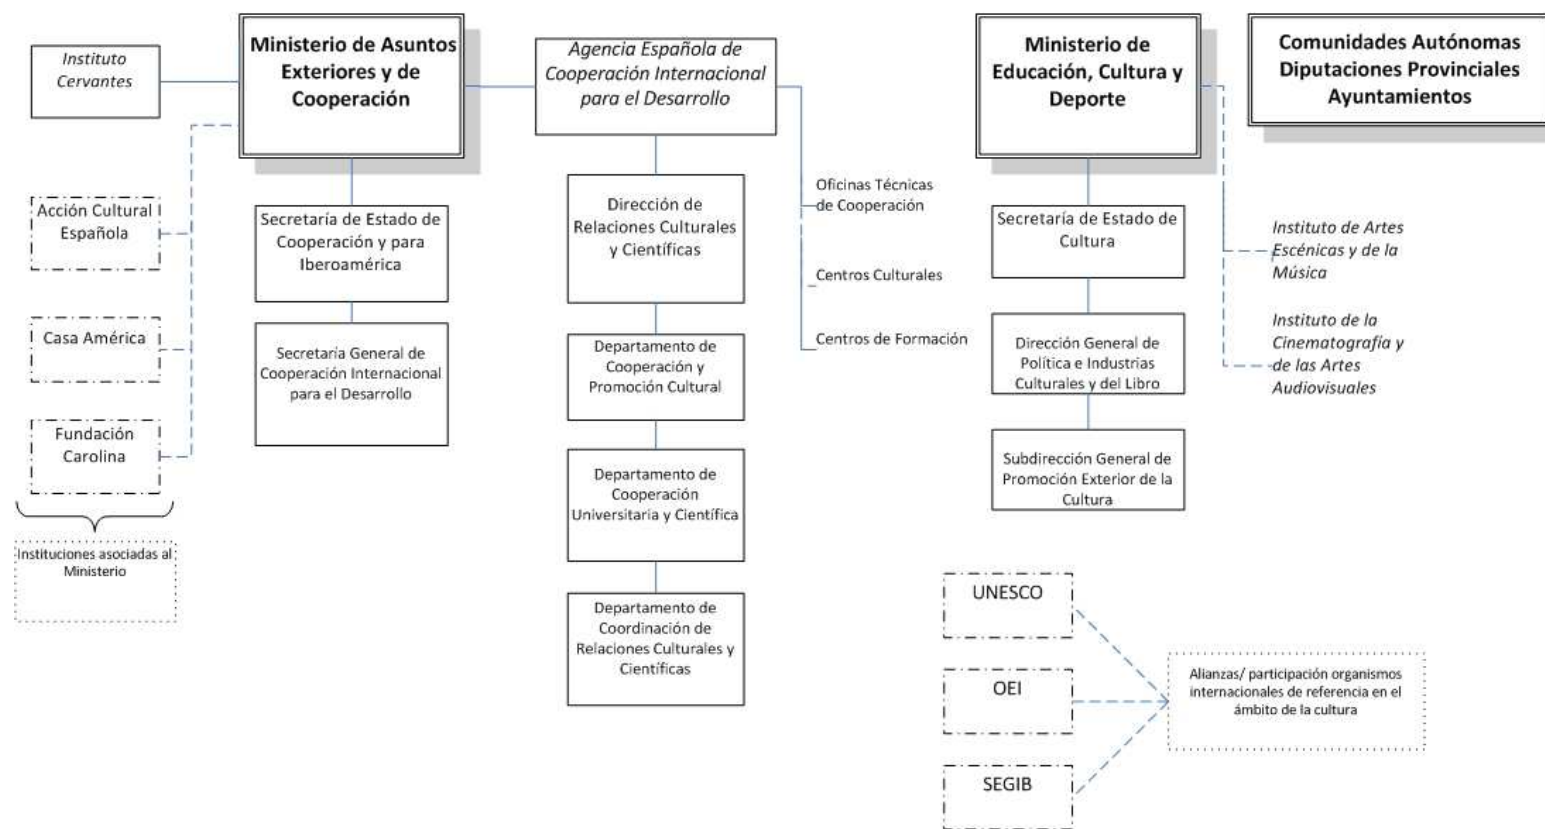 Instituto
Cervantes
Ministerio de Asuntos
Exteriores y de
Cooperación
Agencia Española de
Cooperación Internacional
para el Desarrollo
Ministerio de
Educación, Cultura y
Deporte
Comunidades Autónomas
Diputaciones Provinciales
Ayuntamientos
Acción Cultural
Española
Casa América
Fundación
Carolina
Instituciones asociadas al
Ministerio
Secretaría de Estado de
Cooperación y para
Iberoamérica
Secretaría General de
Cooperación Internacional
para el Desarrollo
Dirección de
Relaciones Culturales
y Científicas
Departamento de
Cooperación y
Promoción Cultural
Departamento de
Cooperación
Universitaria y Científica
Departamento de
Coordinación de
Relaciones Culturales y
Científicas
Oficinas Técnicas
de Cooperación
Centros Culturales
Centros de Formación
Secretaría de Estado de
Cultura
Dirección General de
Política e Industrias
Culturales y del Libro
Subdirección General de
Promoción Exterior de la
Cultura
Instituto de Artes
Escénicas y de la
Música
Instituto de la
Cinematografía y
de las Artes
Audiovisuales
UNESCO
OEI
SEGIB
Alianzas/ participación organismos
internacionales de referencia en el
ámbito de la cultura